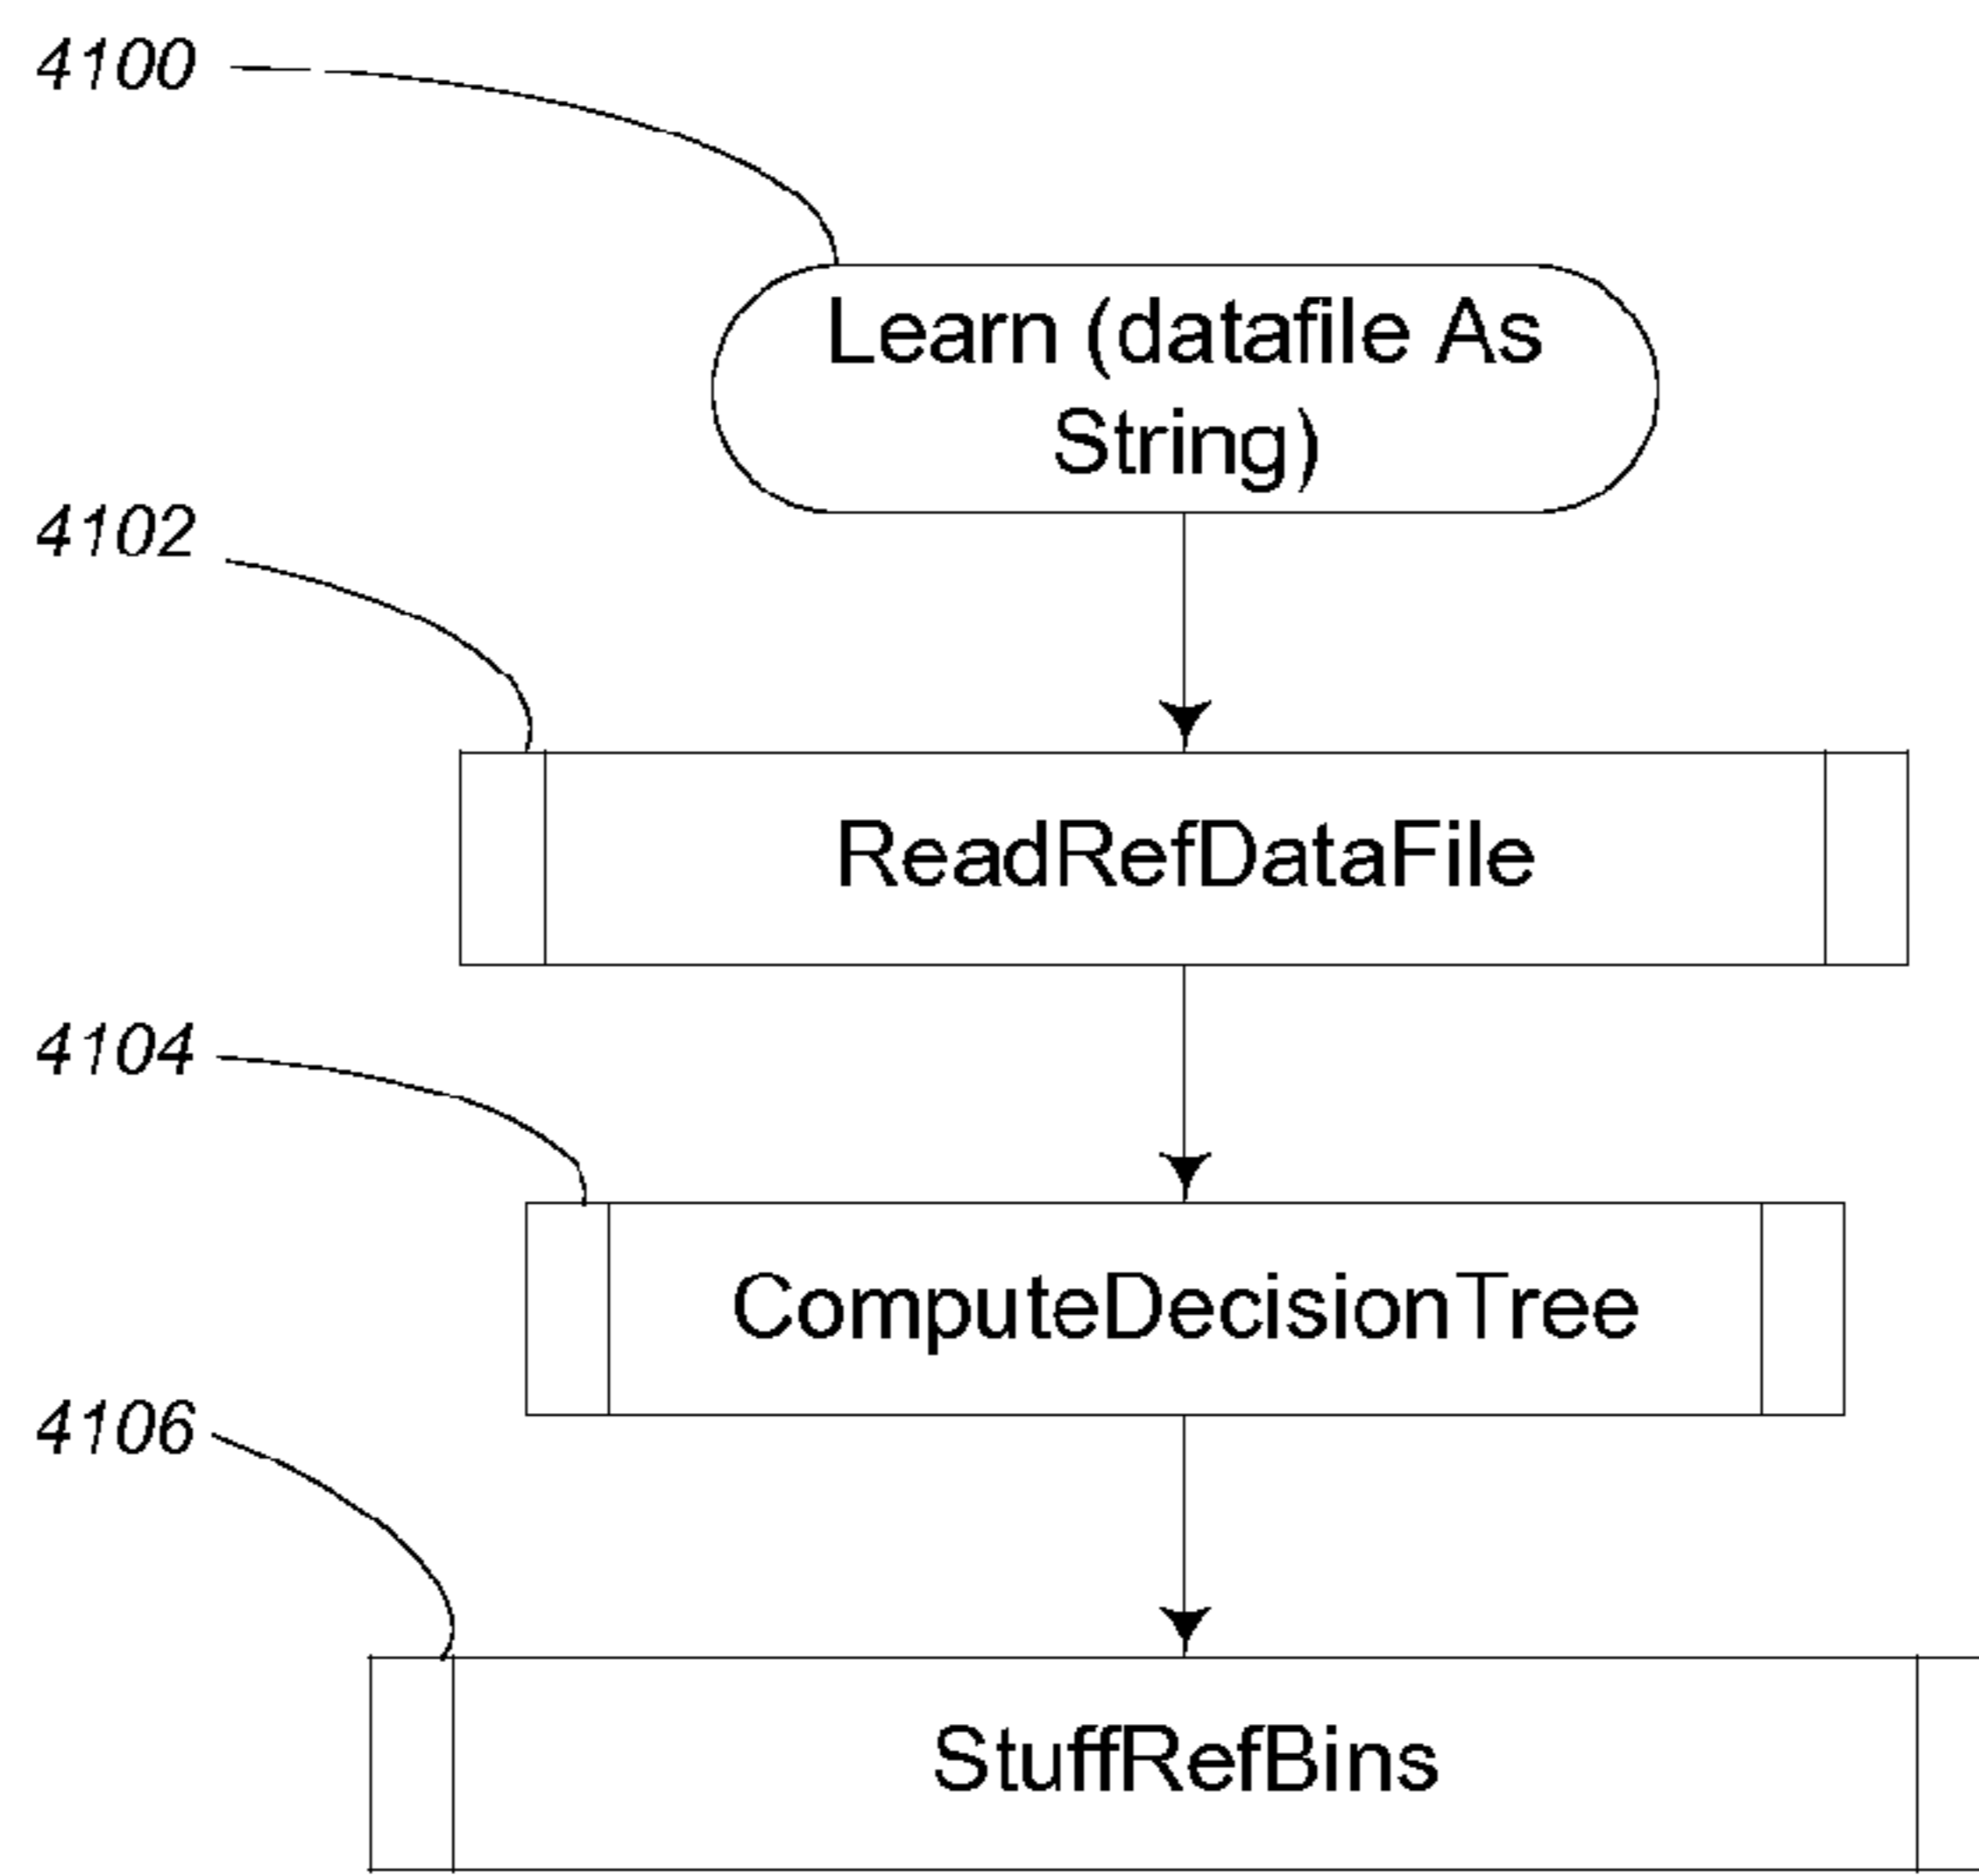 4100
Learn (datafile As
String)
4102
ReadRefDataFile
4104
ComputeDecisionTree
4106
StuffRefBins